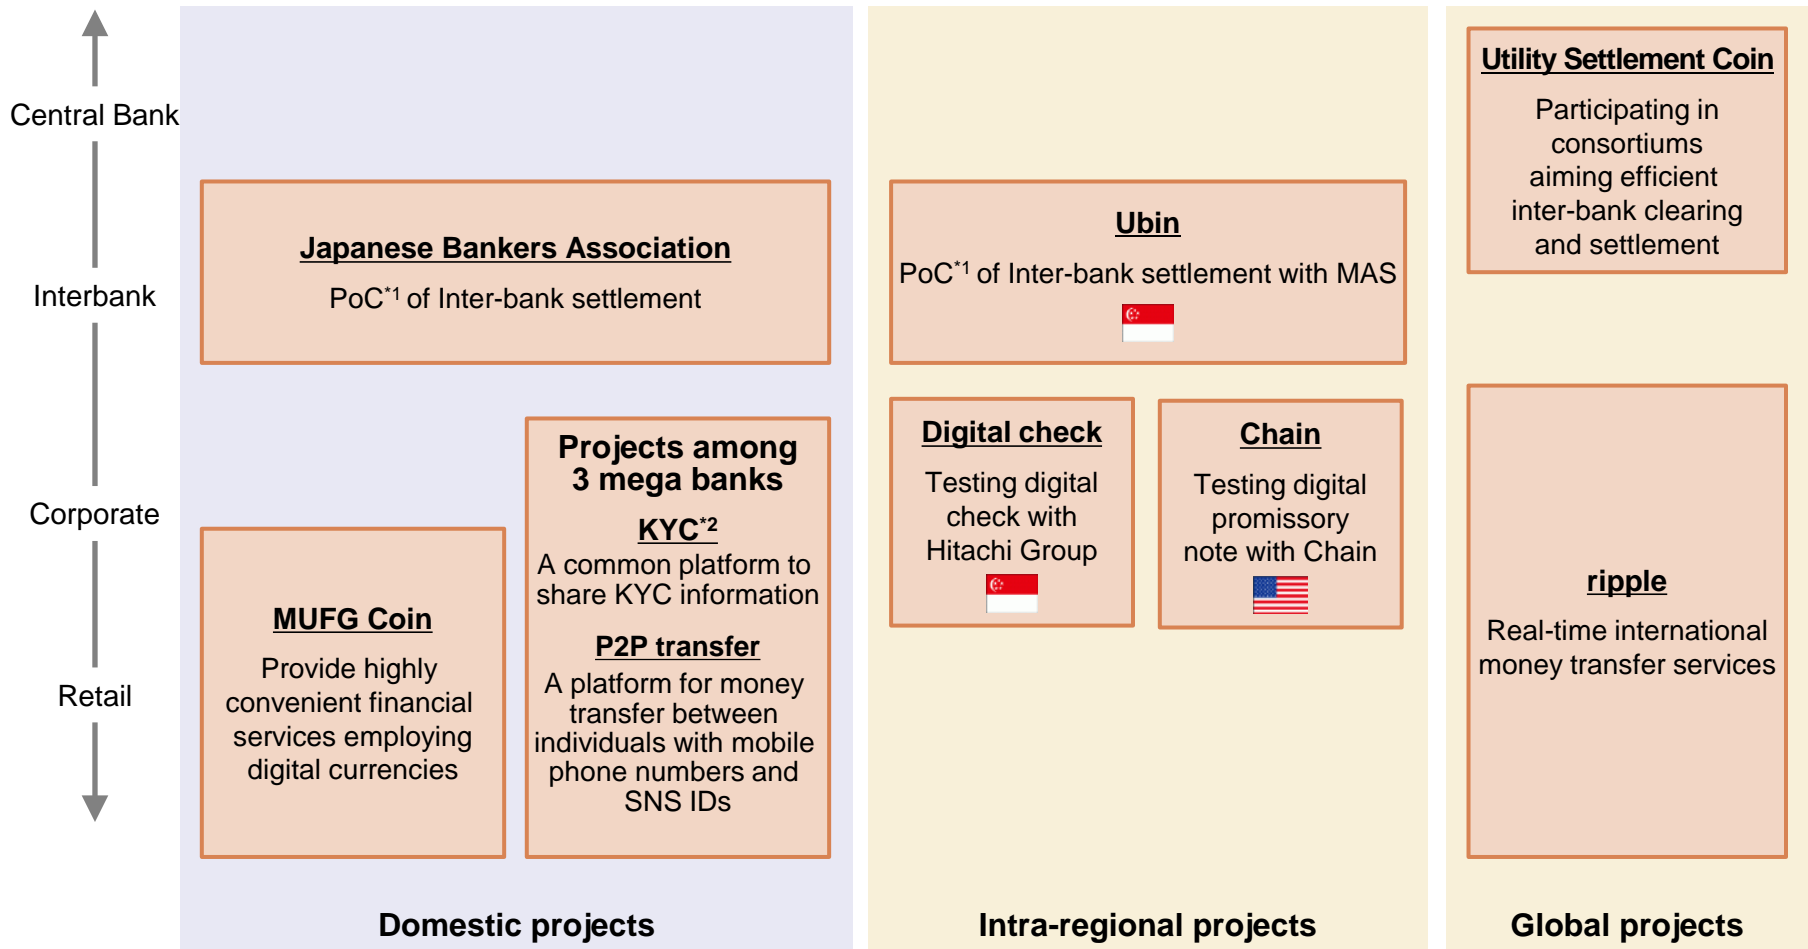 Central Bank
Interbank
Corporate
Retail
Japanese Bankers Association
PoC*1 of Inter-bank settlement
MUFG Coin
Provide highly
convenient financial
services employing
digital currencies
Projects among
3 mega banks
KYC*2
A common platform to
share KYC information
P2P transfer
A platform for money
transfer between
individuals with mobile
phone numbers and
SNS IDs
Domestic projects
Ubin
PoC*1 of Inter-bank settlement with MAS
Digital check
Testing digital
check with
Hitachi Group
Chain
Testing digital
promissory
note with Chain
Intra-regional projects
Utility Settlement Coin
Participating in
consortiums
aiming efficient
inter-bank clearing
and settlement
ripple
Real-time international
money transfer services
Global projects